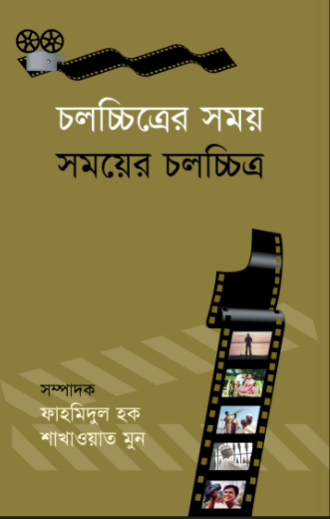 চলচ্চিত্রের সময়
সময়ের চলচ্চিত্র
সম্পাদক
ফাহমিদুল হক
শাখাওয়াত মুন